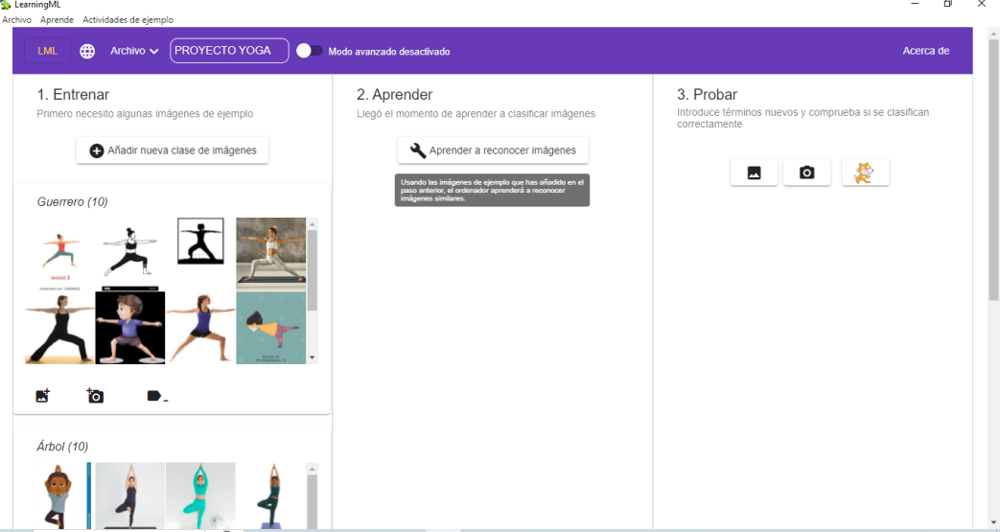 LearningML
Archivo Aprende Actividades de ejemplo
LML Archivo PROYECTO YOGA Modo avanzado desactivado Acerca de
1. Entrenar
Primero necesito algunas imágenes de ejemplo
Añadir nueva clase de imágenes
Guerrero (10)
Árbol (10)
2. Aprender
Llegó el momento de aprender a clasificar imágenes
Aprender a reconocer imágenes
Usando las imágenes de ejemplo que has añadido en el
paso anterior, el ordenador aprenderá a reconocer
imágenes similares.
3. Probar
Introduce términos nuevos y comprueba si se clasifican
correctamente